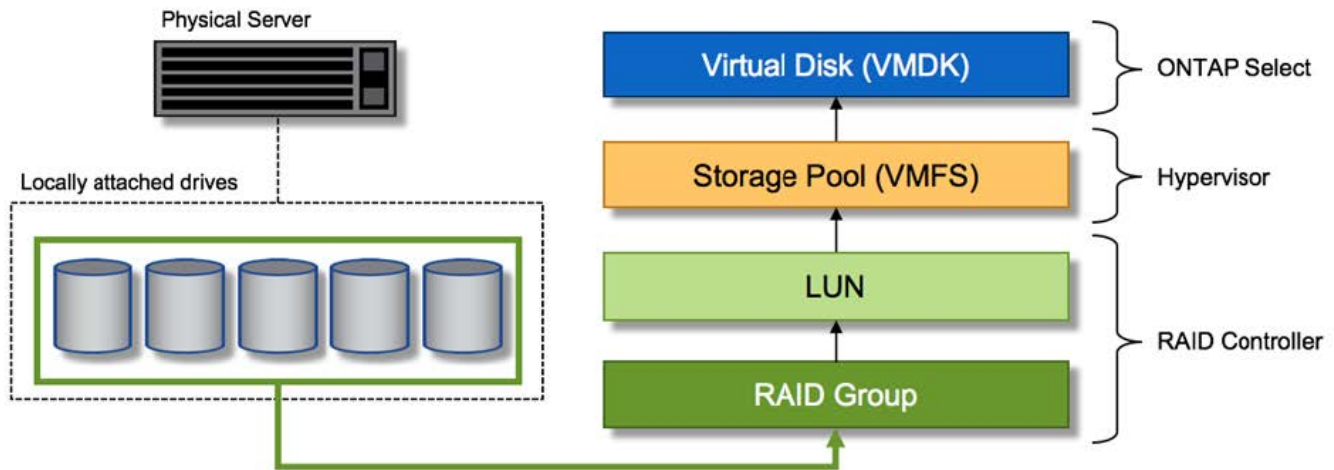 Physical Server
Locally attached drives
Virtual Disk (VMDK)
ONTAP Select
Storage Pool (VMFS)
Hypervisor
LUN
RAID Controller
RAID Group